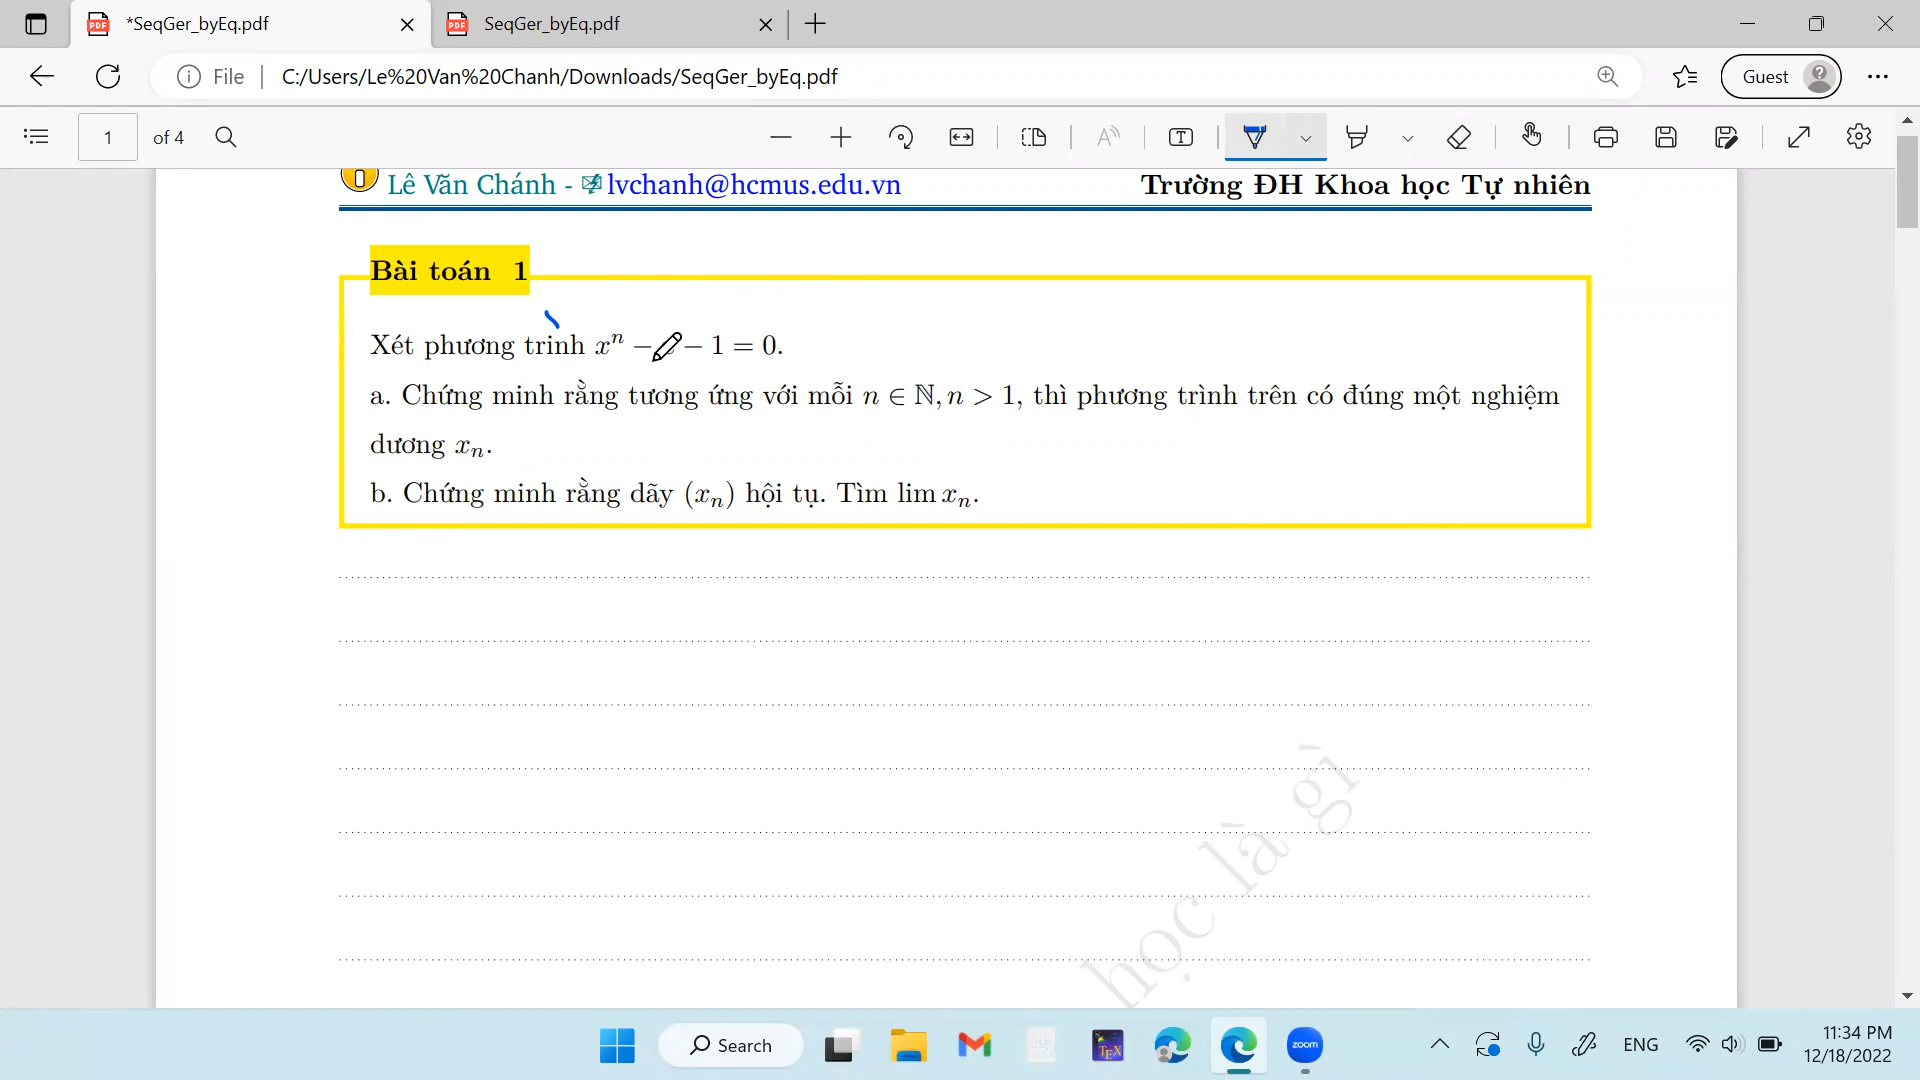 *SeqGer_byEq.pdf
SeqGer_byEq.pdf
File
C:/Users/Le%20Van%20Chanh/Downloads/SeqGer_byEq.pdf
Guest
1 of 4
Lê Văn Chánh - lvchanh@hcmus.edu.vn
Trường ĐH Khoa học Tự nhiên
Bài toán 1
Xét phương trinh xⁿ − − 1 = 0.
a. Chứng minh rằng tương ứng với mỗi n ∈ ℕ, n > 1, thì phương trình trên có đúng một nghiệm
dương xₙ.
b. Chứng minh rằng dãy (xₙ) hội tụ. Tìm lim xₙ.
học là gì
Search
TEX
zoom
ENG
11:34 PM
12/18/2022